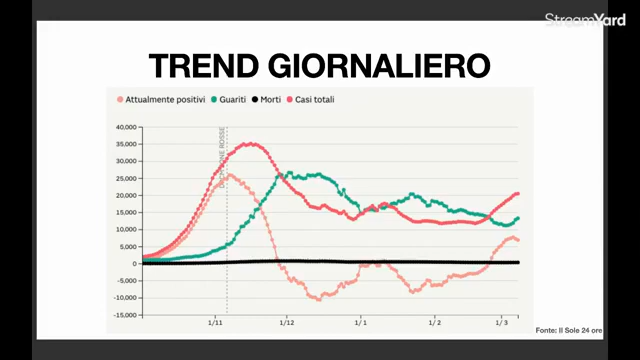 StreamYard
TREND GIORNALIERO
Attualmente positivi Guariti Morti Casi totali
40,000
35,000
30,000
25,000
20,000
15,000
10,000
5,000
0
-5,000
-10,000
-15,000
ZONE ROSSE
1/11 1/12 1/1 1/2 1/3
Fonte: Il Sole 24 ore